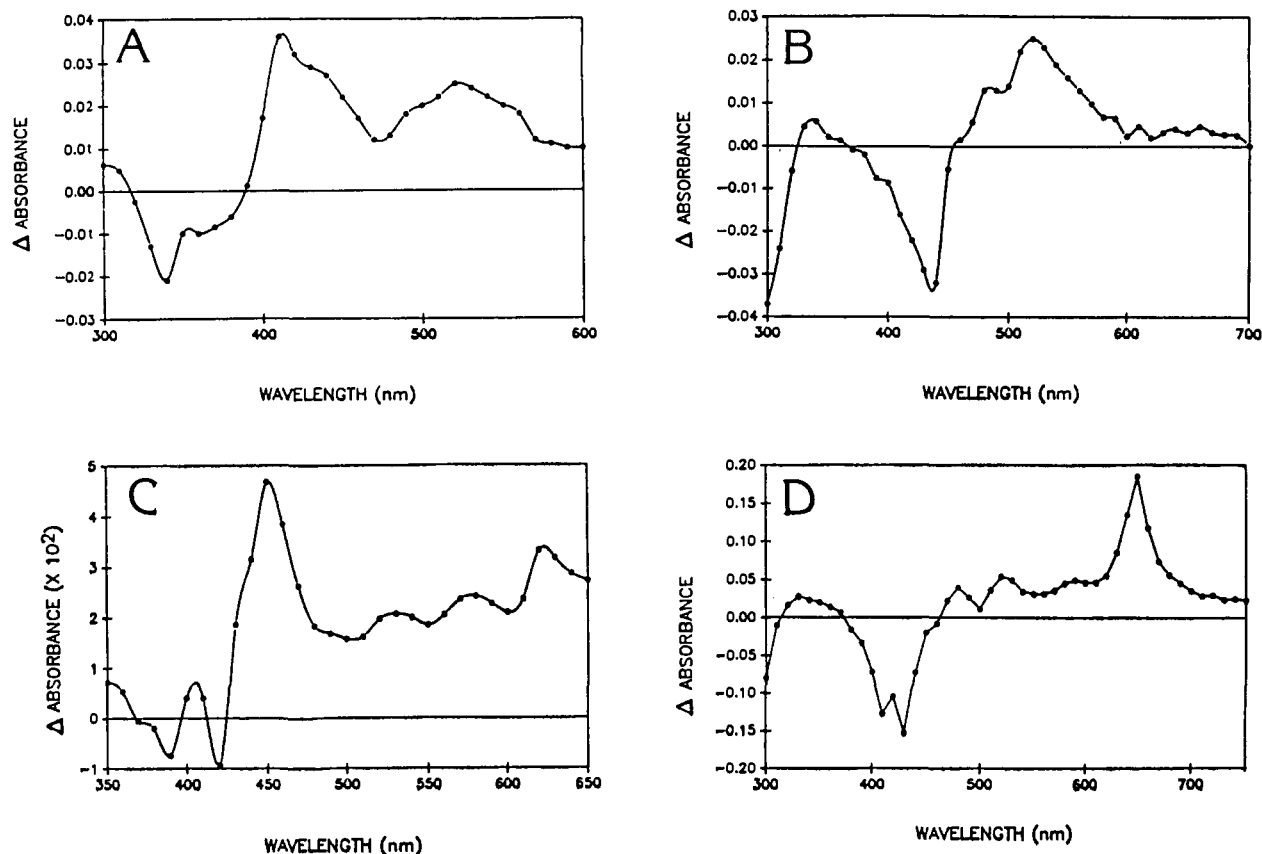 A
0.04
0.03
0.02
0.01
0.00
-0.01
-0.02
-0.03
Δ ABSORBANCE
300 400 500 600
WAVELENGTH (nm)
B
0.03
0.02
0.01
0.00
-0.01
-0.02
-0.03
-0.04
Δ ABSORBANCE
300 400 500 600 700
WAVELENGTH (nm)
C
5
4
3
2
1
0
-1
Δ ABSORBANCE (X 10²)
350 400 450 500 550 600 650
WAVELENGTH (nm)
D
0.20
0.15
0.10
0.05
0.00
-0.05
-0.10
-0.15
-0.20
Δ ABSORBANCE
300 400 500 600 700
WAVELENGTH (nm)